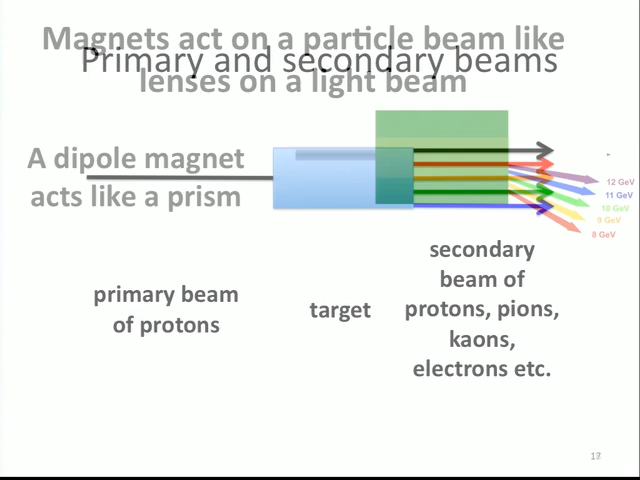 Magnets act on a particle beam like
lenses on a light beam
Primary and secondary beams
A dipole magnet
acts like a prism
12 GeV
11 GeV
10 GeV
9 GeV
8 GeV
primary beam
of protons
target
secondary
beam of
protons, pions,
kaons,
electrons etc.
17